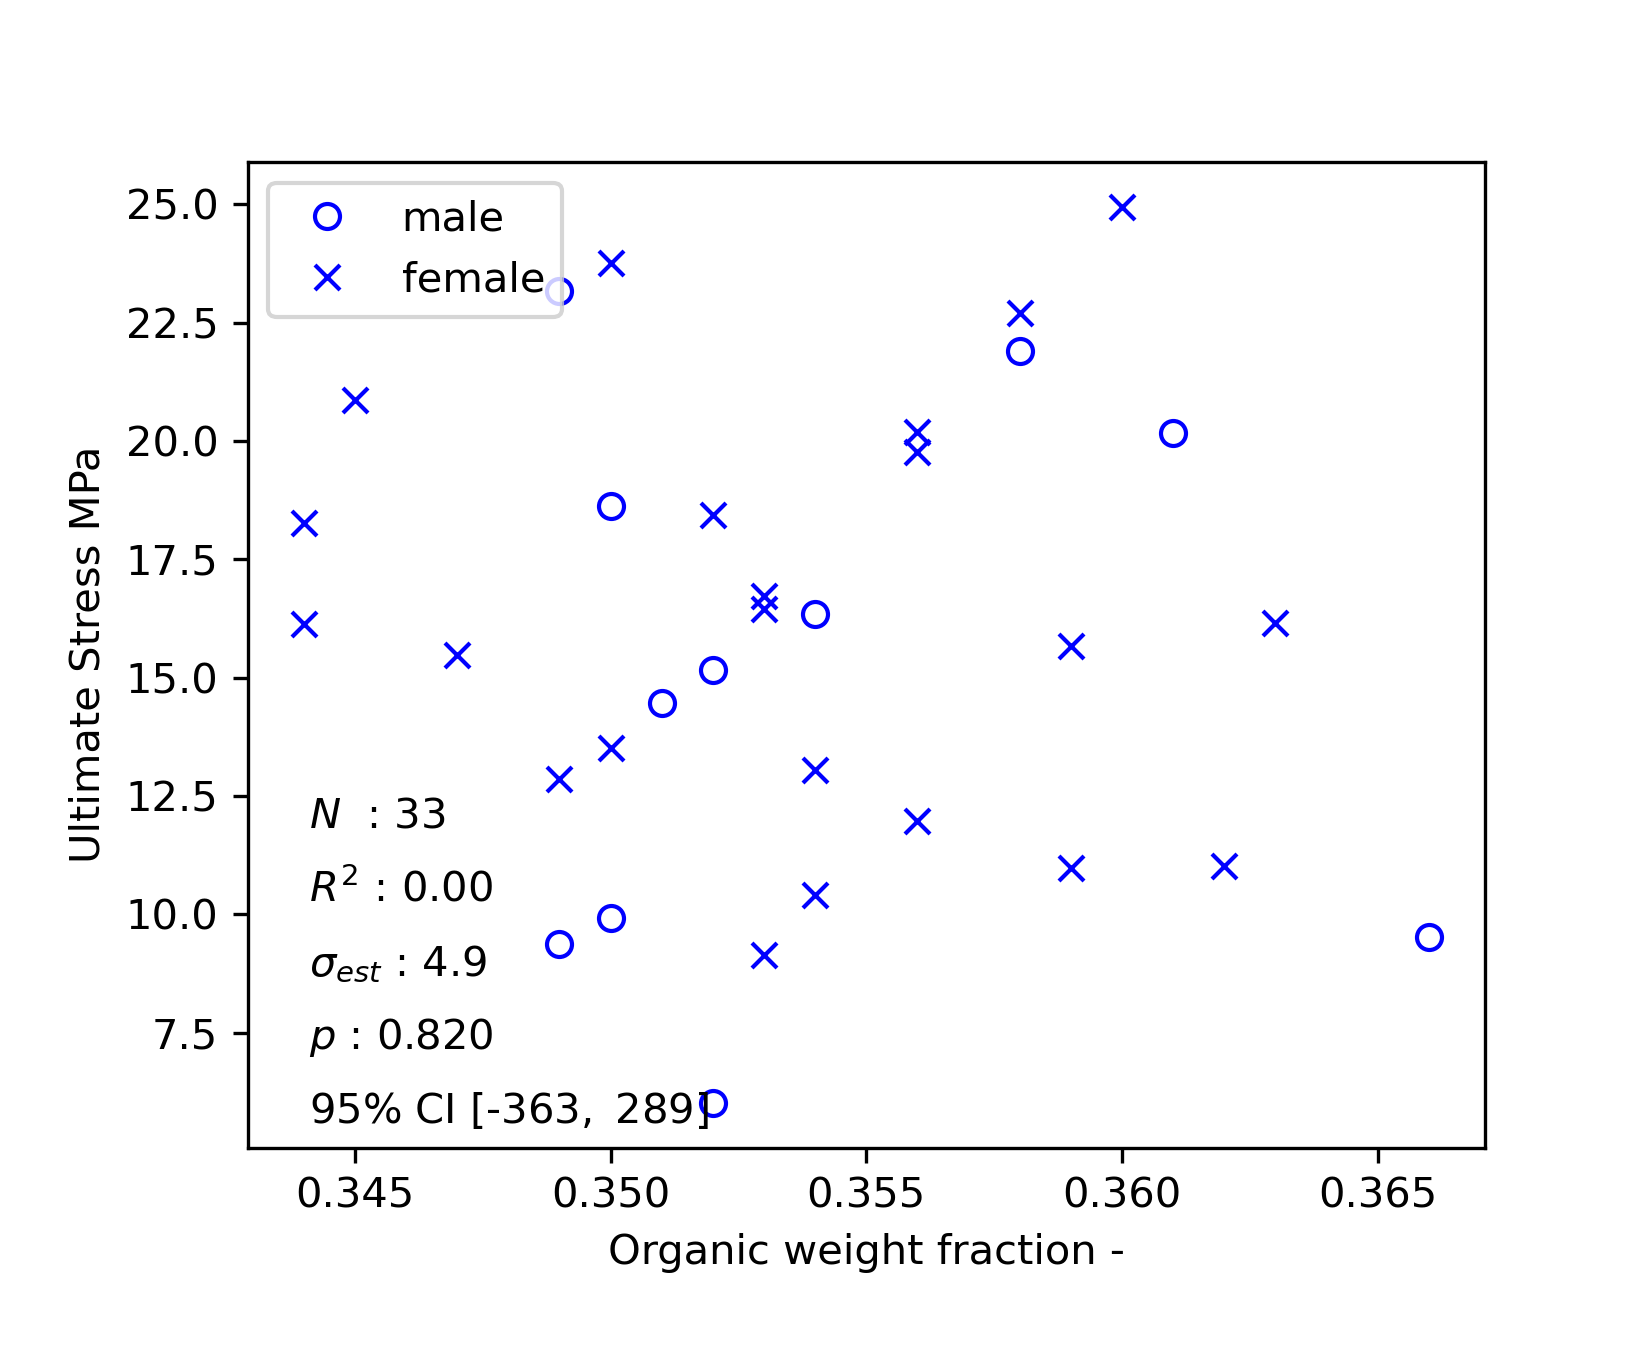 male
female
25.0
22.5
20.0
17.5
15.0
12.5
10.0
7.5
Ultimate Stress MPa
N : 33
R² : 0.00
σ_est : 4.9
p : 0.820
95% CI [-363, 289]
0.345 0.350 0.355 0.360 0.365
Organic weight fraction -